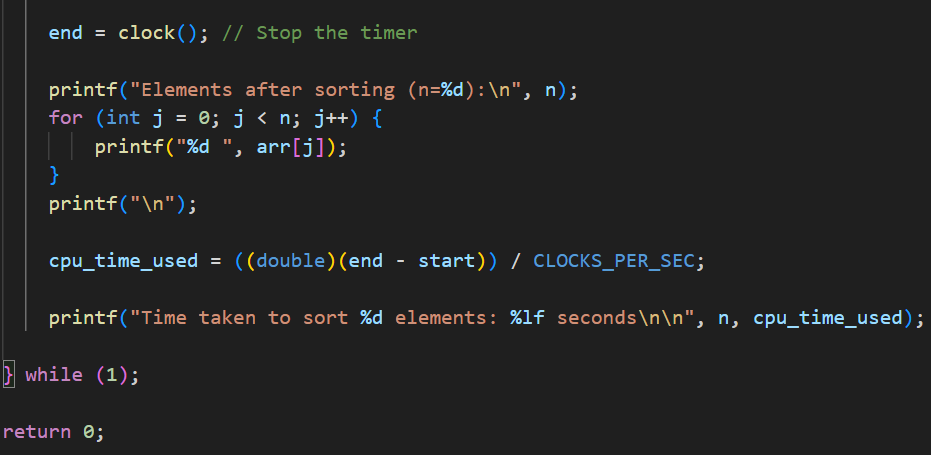 end = clock(); // Stop the timer
printf("Elements after sorting (n=%d):\n", n);
for (int j = 0; j < n; j++) {
printf("%d ", arr[j]);
}
printf("\n");
cpu_time_used = ((double)(end - start)) / CLOCKS_PER_SEC;
printf("Time taken to sort %d elements: %lf seconds\n\n", n, cpu_time_used);
} while (1);
return 0;